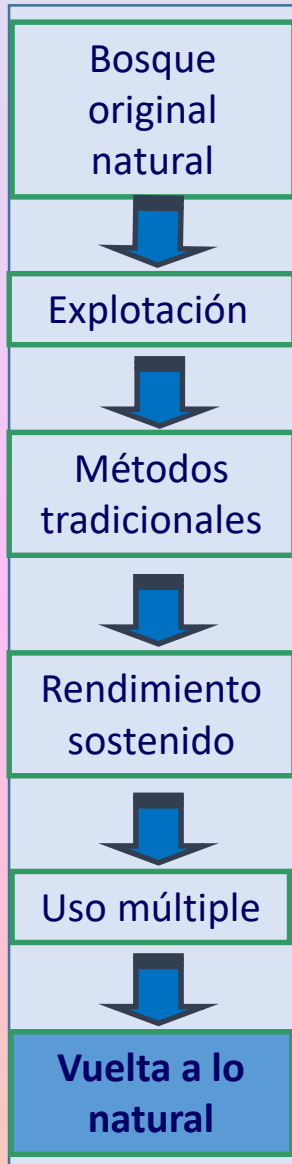 Bosque
original
natural
Explotación
Métodos
tradicionales
Rendimiento
sostenido
Uso múltiple
Vuelta a lo
natural